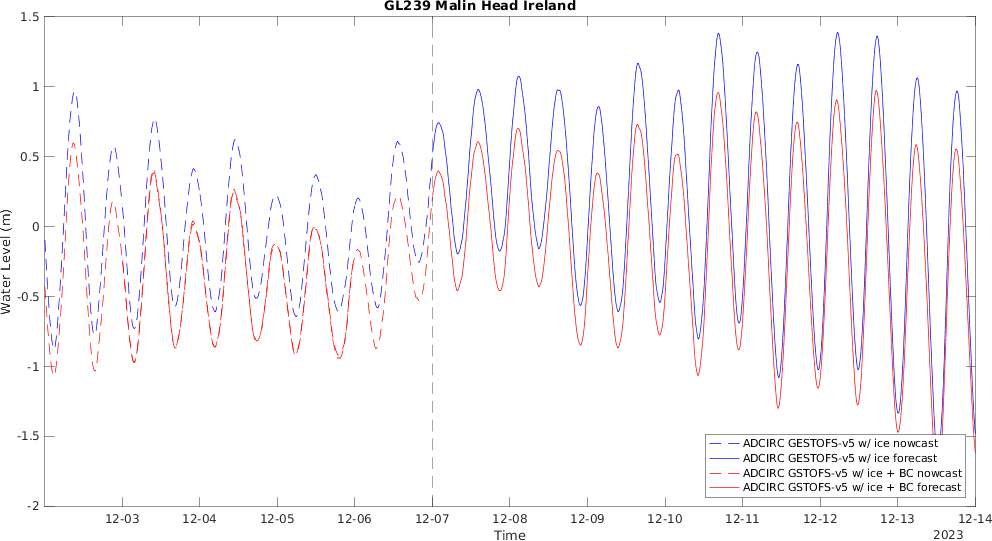 GL239 Malin Head Ireland
1.5
1
0.5
0
-0.5
-1
-1.5
-2
Water Level (m)
ADCIRC GESTOFS-v5 w/ ice nowcast
ADCIRC GESTOFS-v5 w/ ice forecast
ADCIRC GSTOFS-v5 w/ ice + BC nowcast
ADCIRC GSTOFS-v5 w/ ice + BC forecast
12-03 12-04 12-05 12-06 12-07 12-08 12-09 12-10 12-11 12-12 12-13 12-14
Time
2023